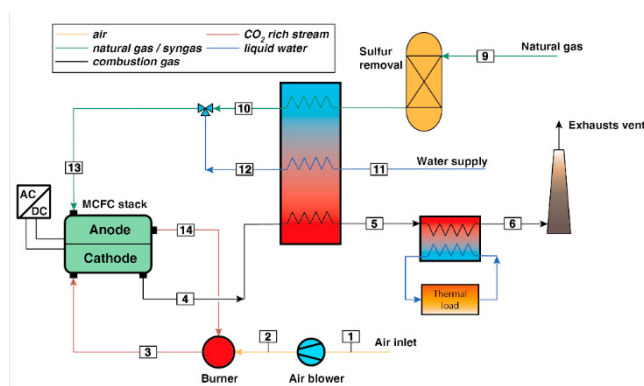 air
CO2 rich stream
natural gas / syngas
liquid water
combustion gas
Sulfur
removal
9
Natural gas
10
Exhausts vent
13
12
11
Water supply
AC
DC
MCFC stack
Anode
14
5
6
Cathode
4
Thermal
load
3
2
1
Air inlet
Burner
Air blower